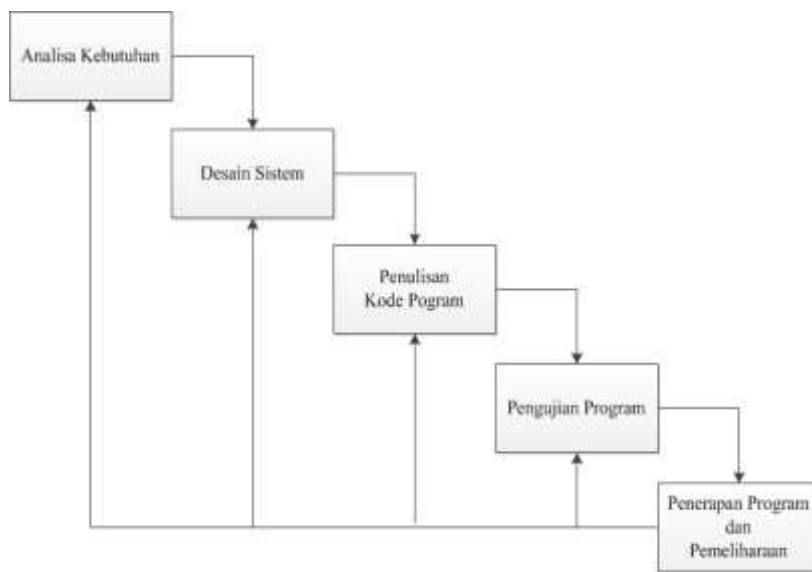 Analisa Kebutuhan
Desain Sistem
Penulisan
Kode Pogram
Pengujian Program
Penerapan Program
dan
Pemeliharaan